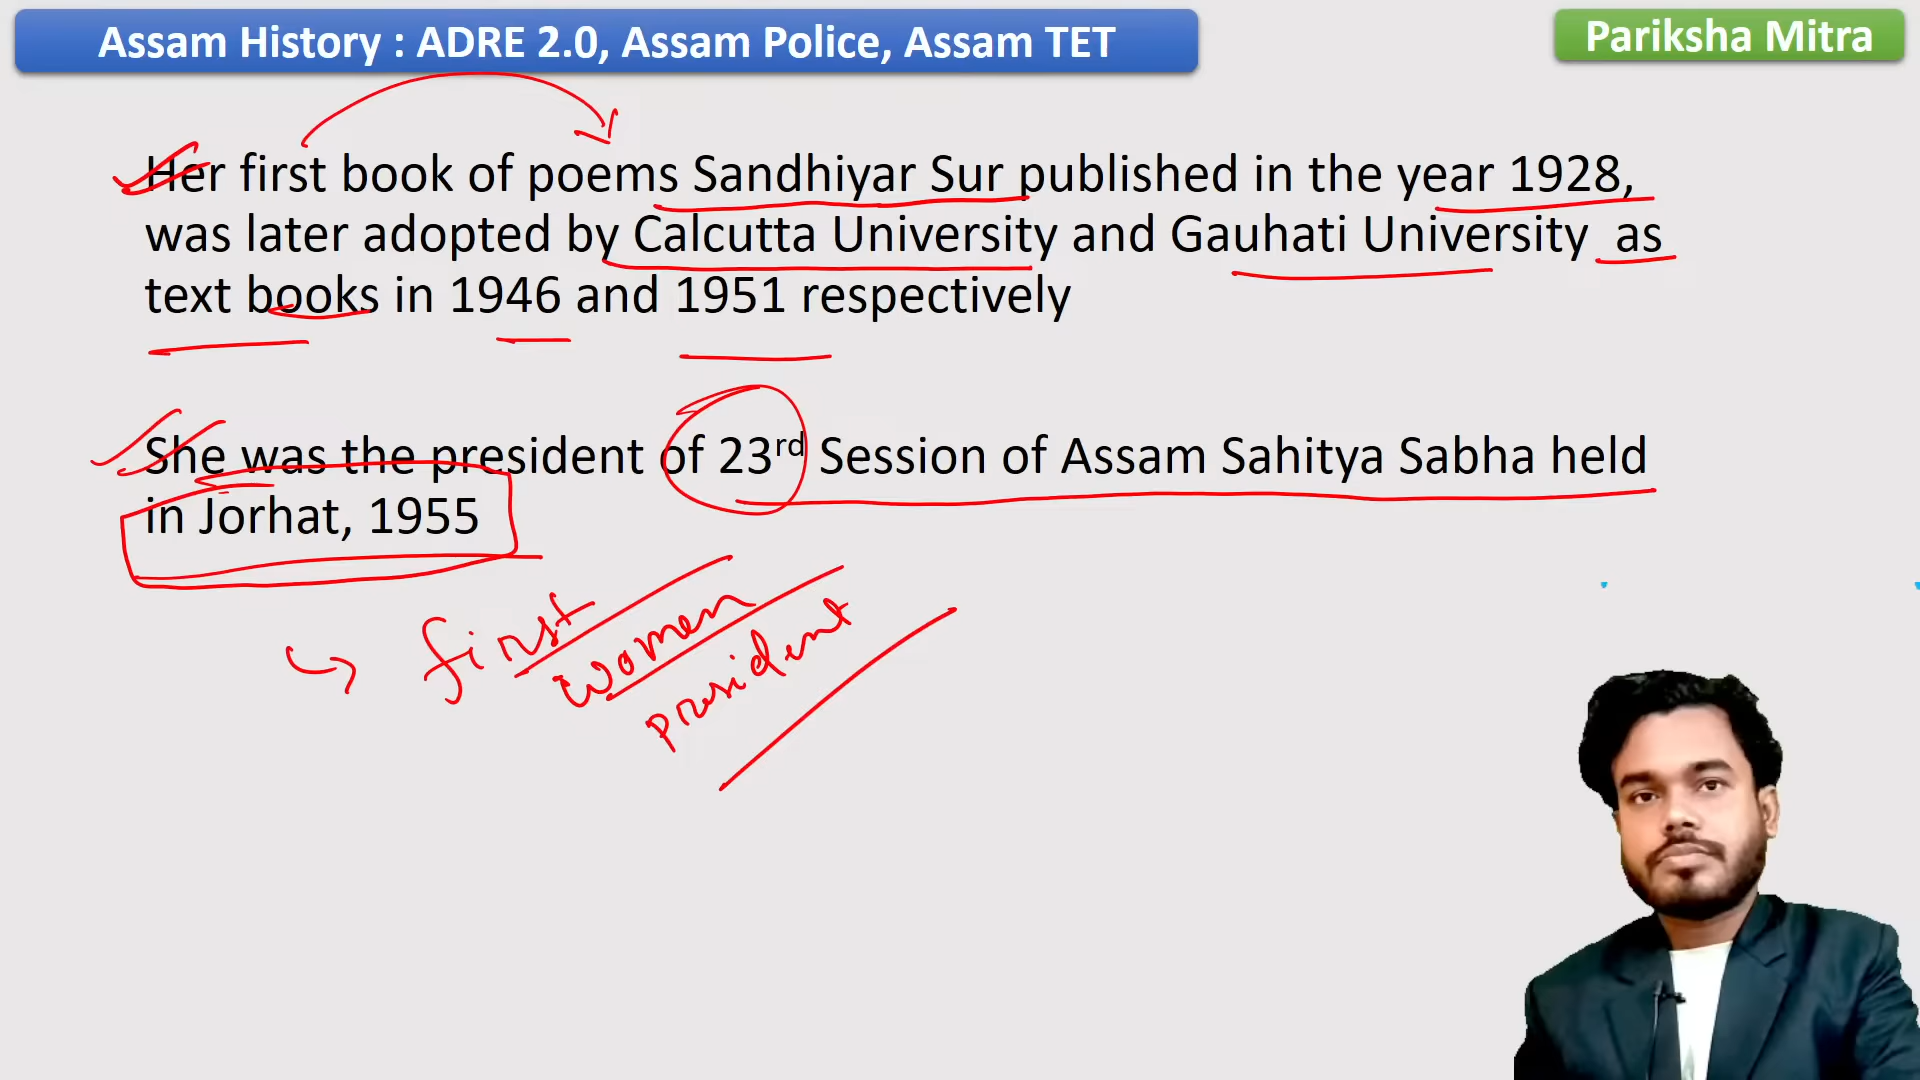 Assam History : ADRE 2.0, Assam Police, Assam TET
Pariksha Mitra
Her first book of poems Sandhiyar Sur published in the year 1928,
was later adopted by Calcutta University and Gauhati University as
text books in 1946 and 1951 respectively
She was the president of 23rd Session of Assam Sahitya Sabha held
in Jorhat, 1955
first
women
president